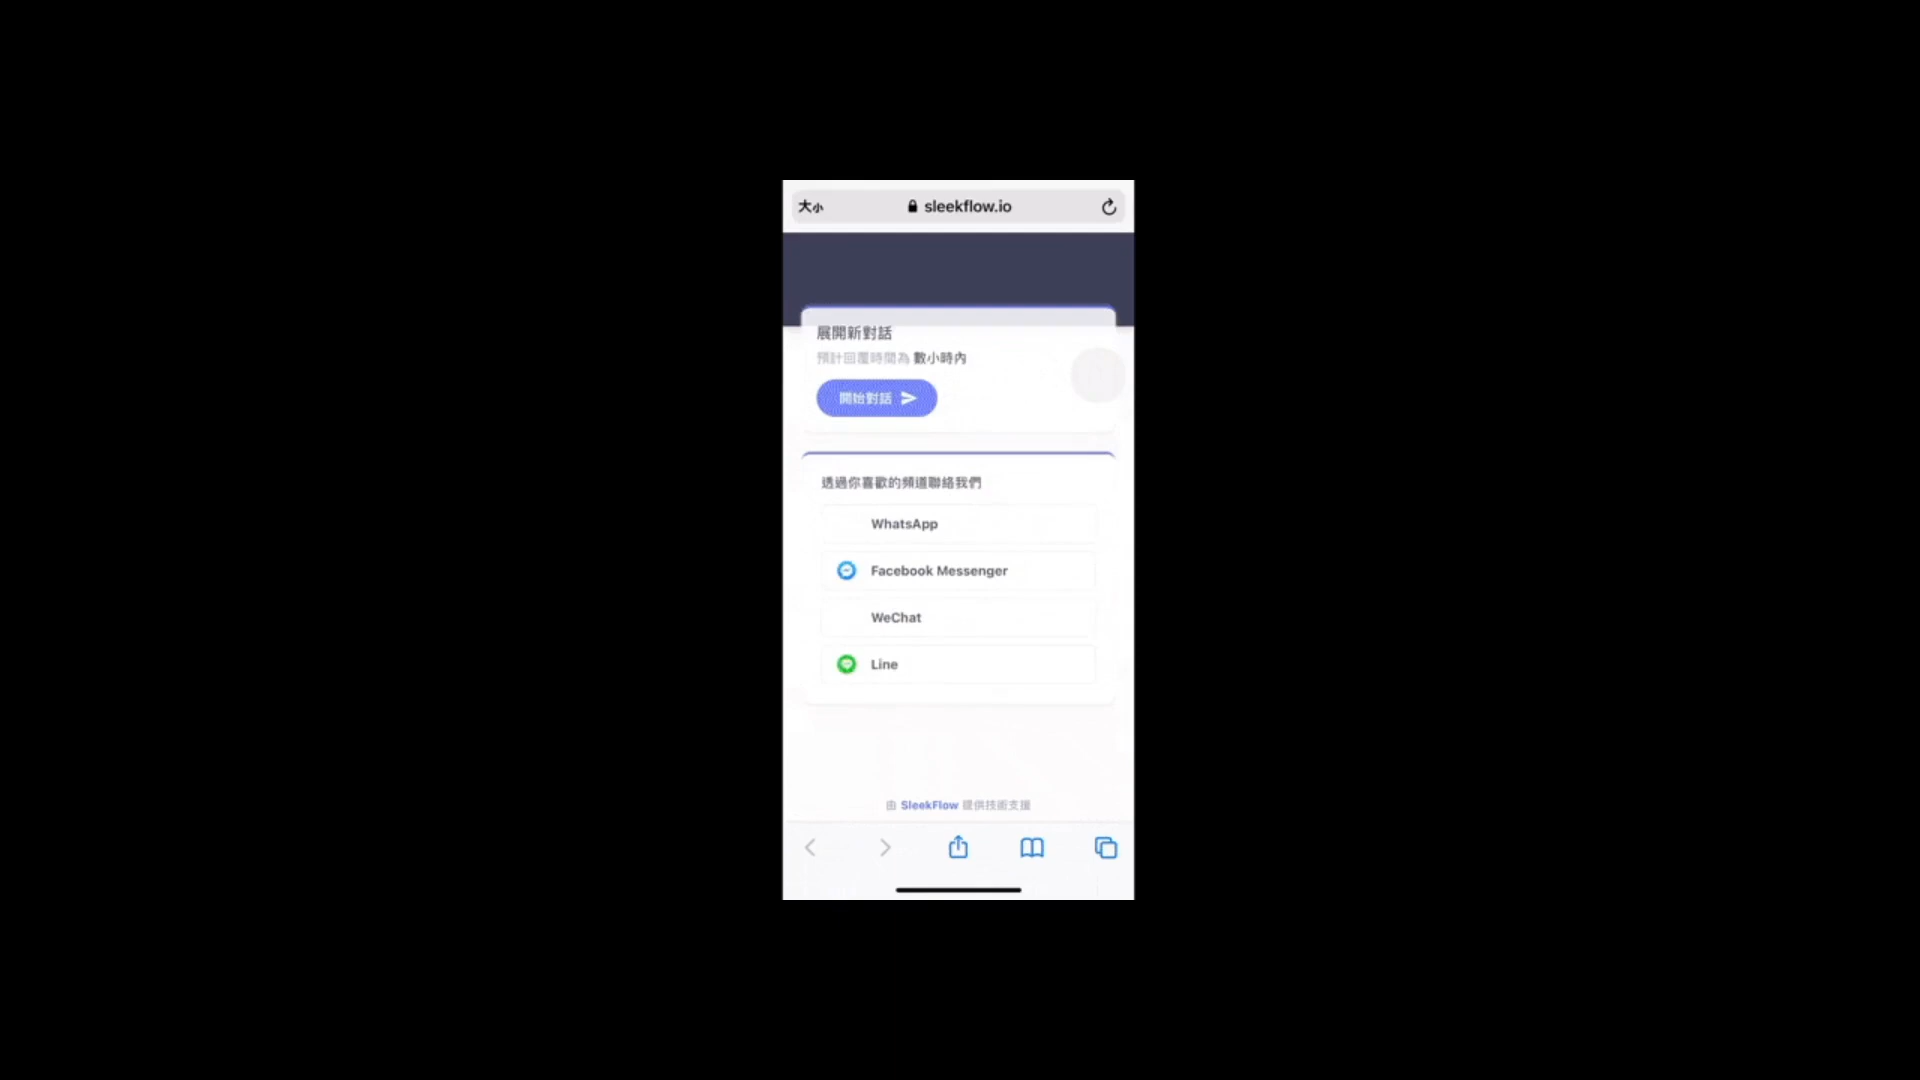 大小
sleekflow.io
展開新對話
預計回覆時間為 數小時內
開始對話
透過你喜歡的頻道聯絡我們
WhatsApp
Facebook Messenger
WeChat
Line
由 SleekFlow 提供技術支援